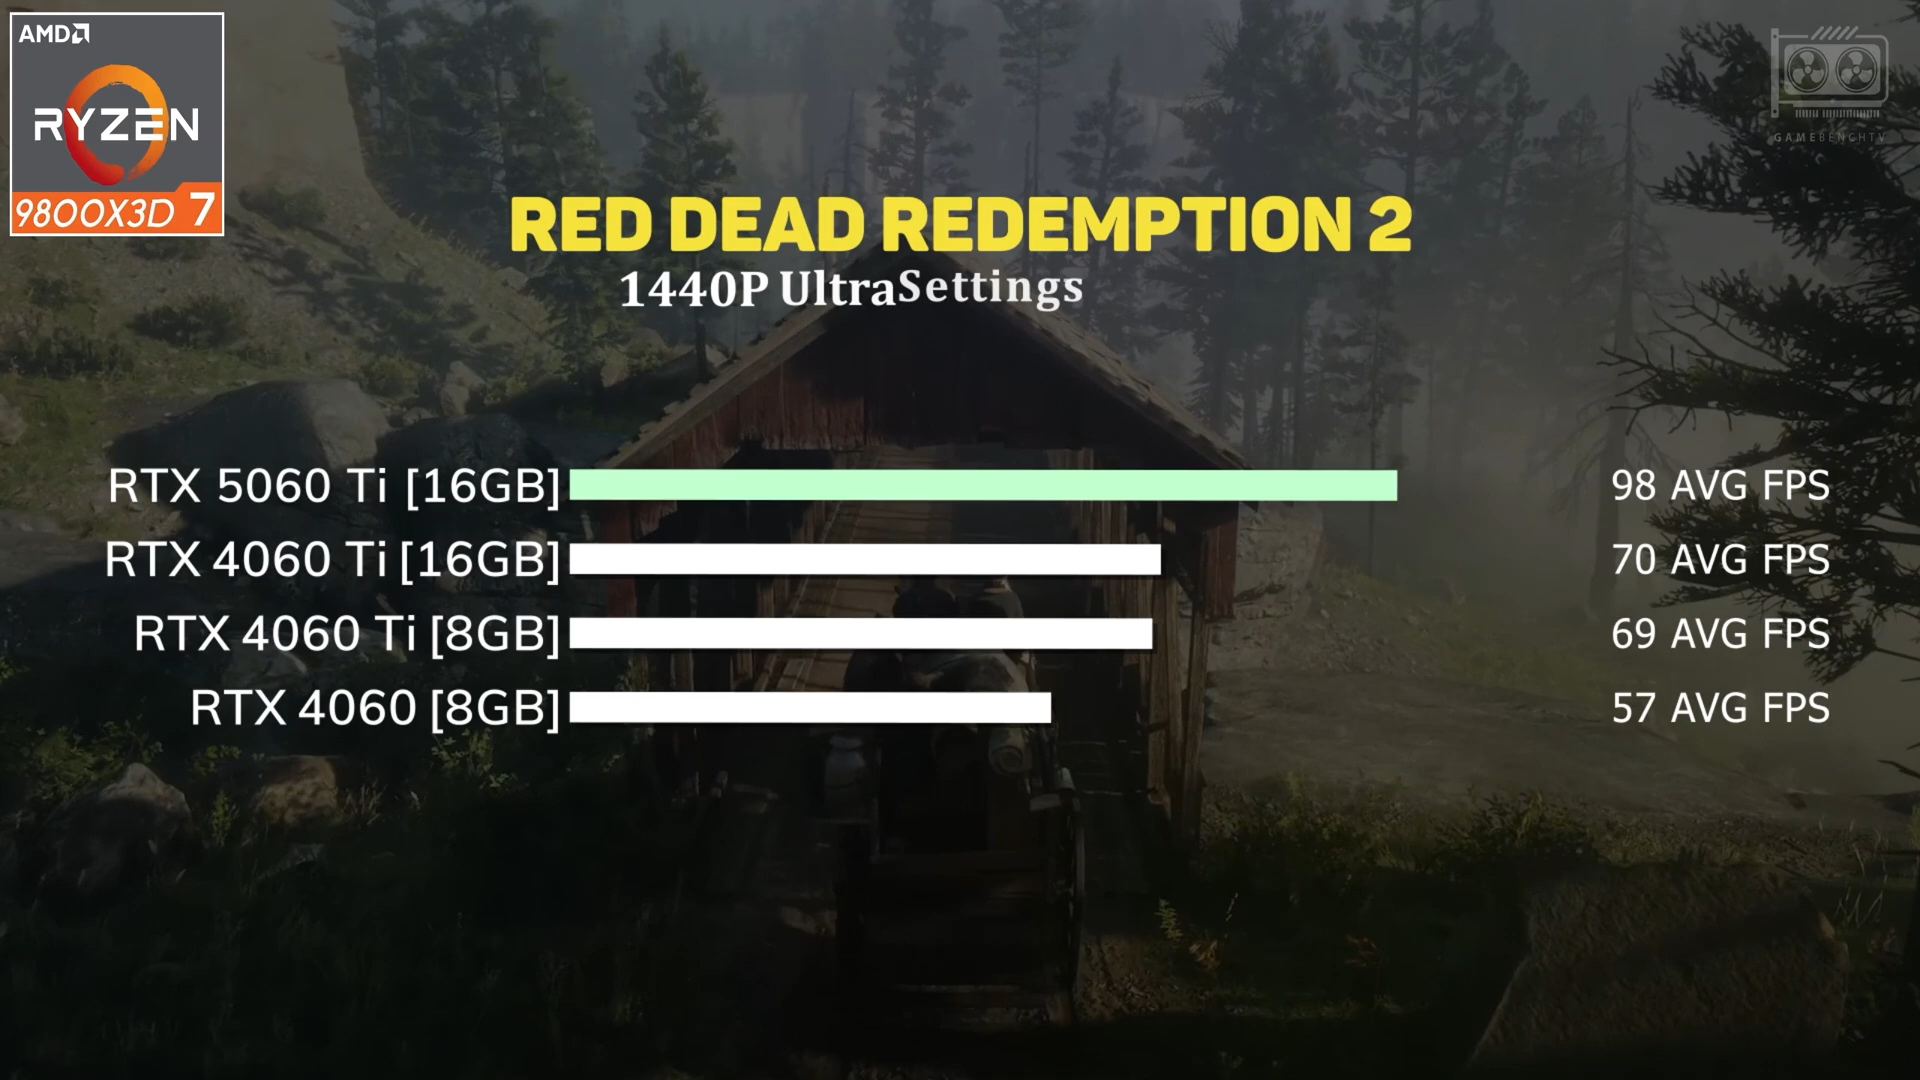 AMD
RYZEN
9800X3D 7
GAMEBENCHTV
RED DEAD REDEMPTION 2
1440P UltraSettings
RTX 5060 Ti [16GB] 98 AVG FPS
RTX 4060 Ti [16GB] 70 AVG FPS
RTX 4060 Ti [8GB] 69 AVG FPS
RTX 4060 [8GB] 57 AVG FPS